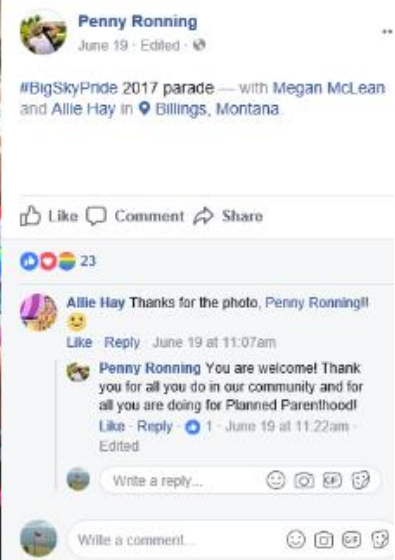 Penny Ronning
June 19 · Edited ·
#BigSkyPride 2017 parade — with Megan McLean
and Allie Hay in Billings, Montana.
Like Comment Share
23
Allie Hay Thanks for the photo, Penny Ronning!!
Like · Reply · June 19 at 11:07am
Penny Ronning You are welcome! Thank
you for all you do in our community and for
all you are doing for Planned Parenthood!
Like · Reply · 1 · June 19 at 11:22am ·
Edited
Write a reply...
GIF
Write a comment...
GIF